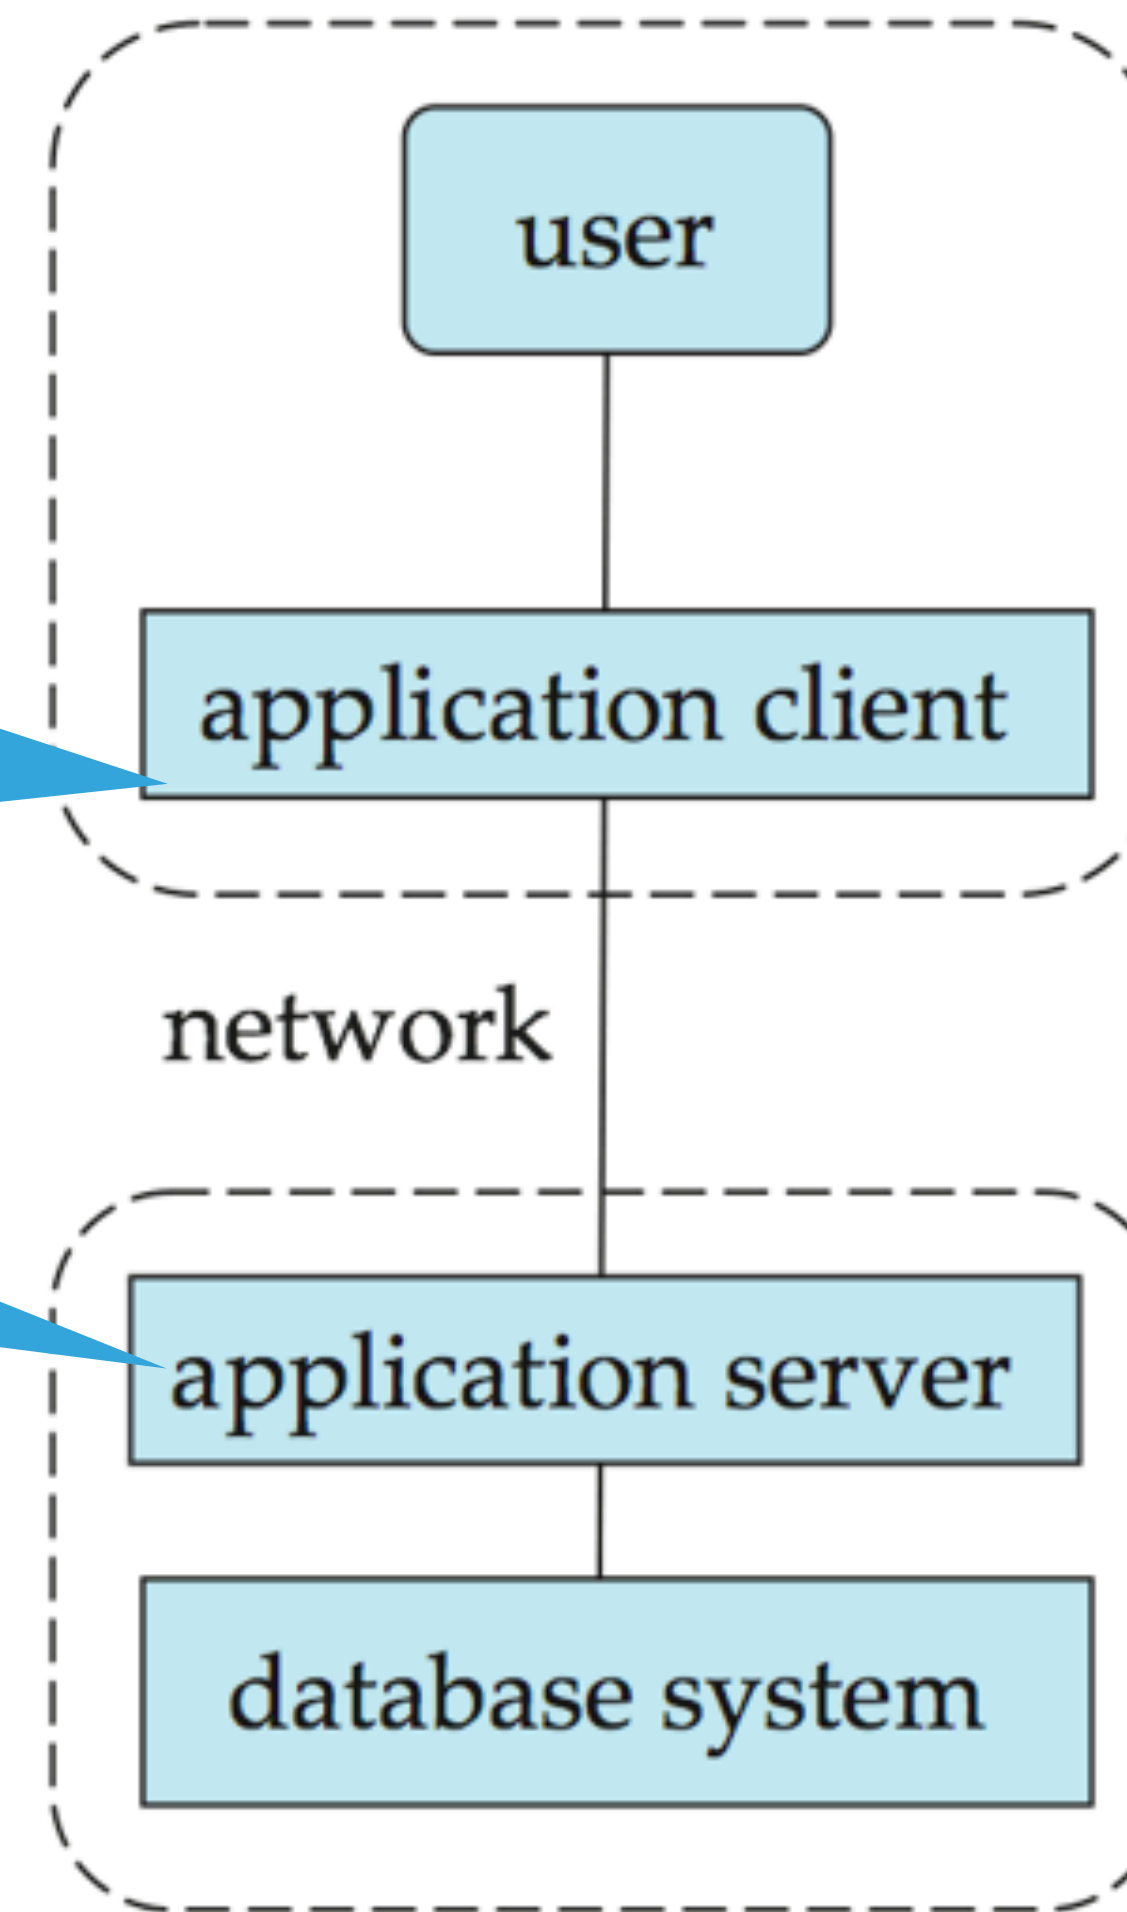 user
application client
network
application server
database system